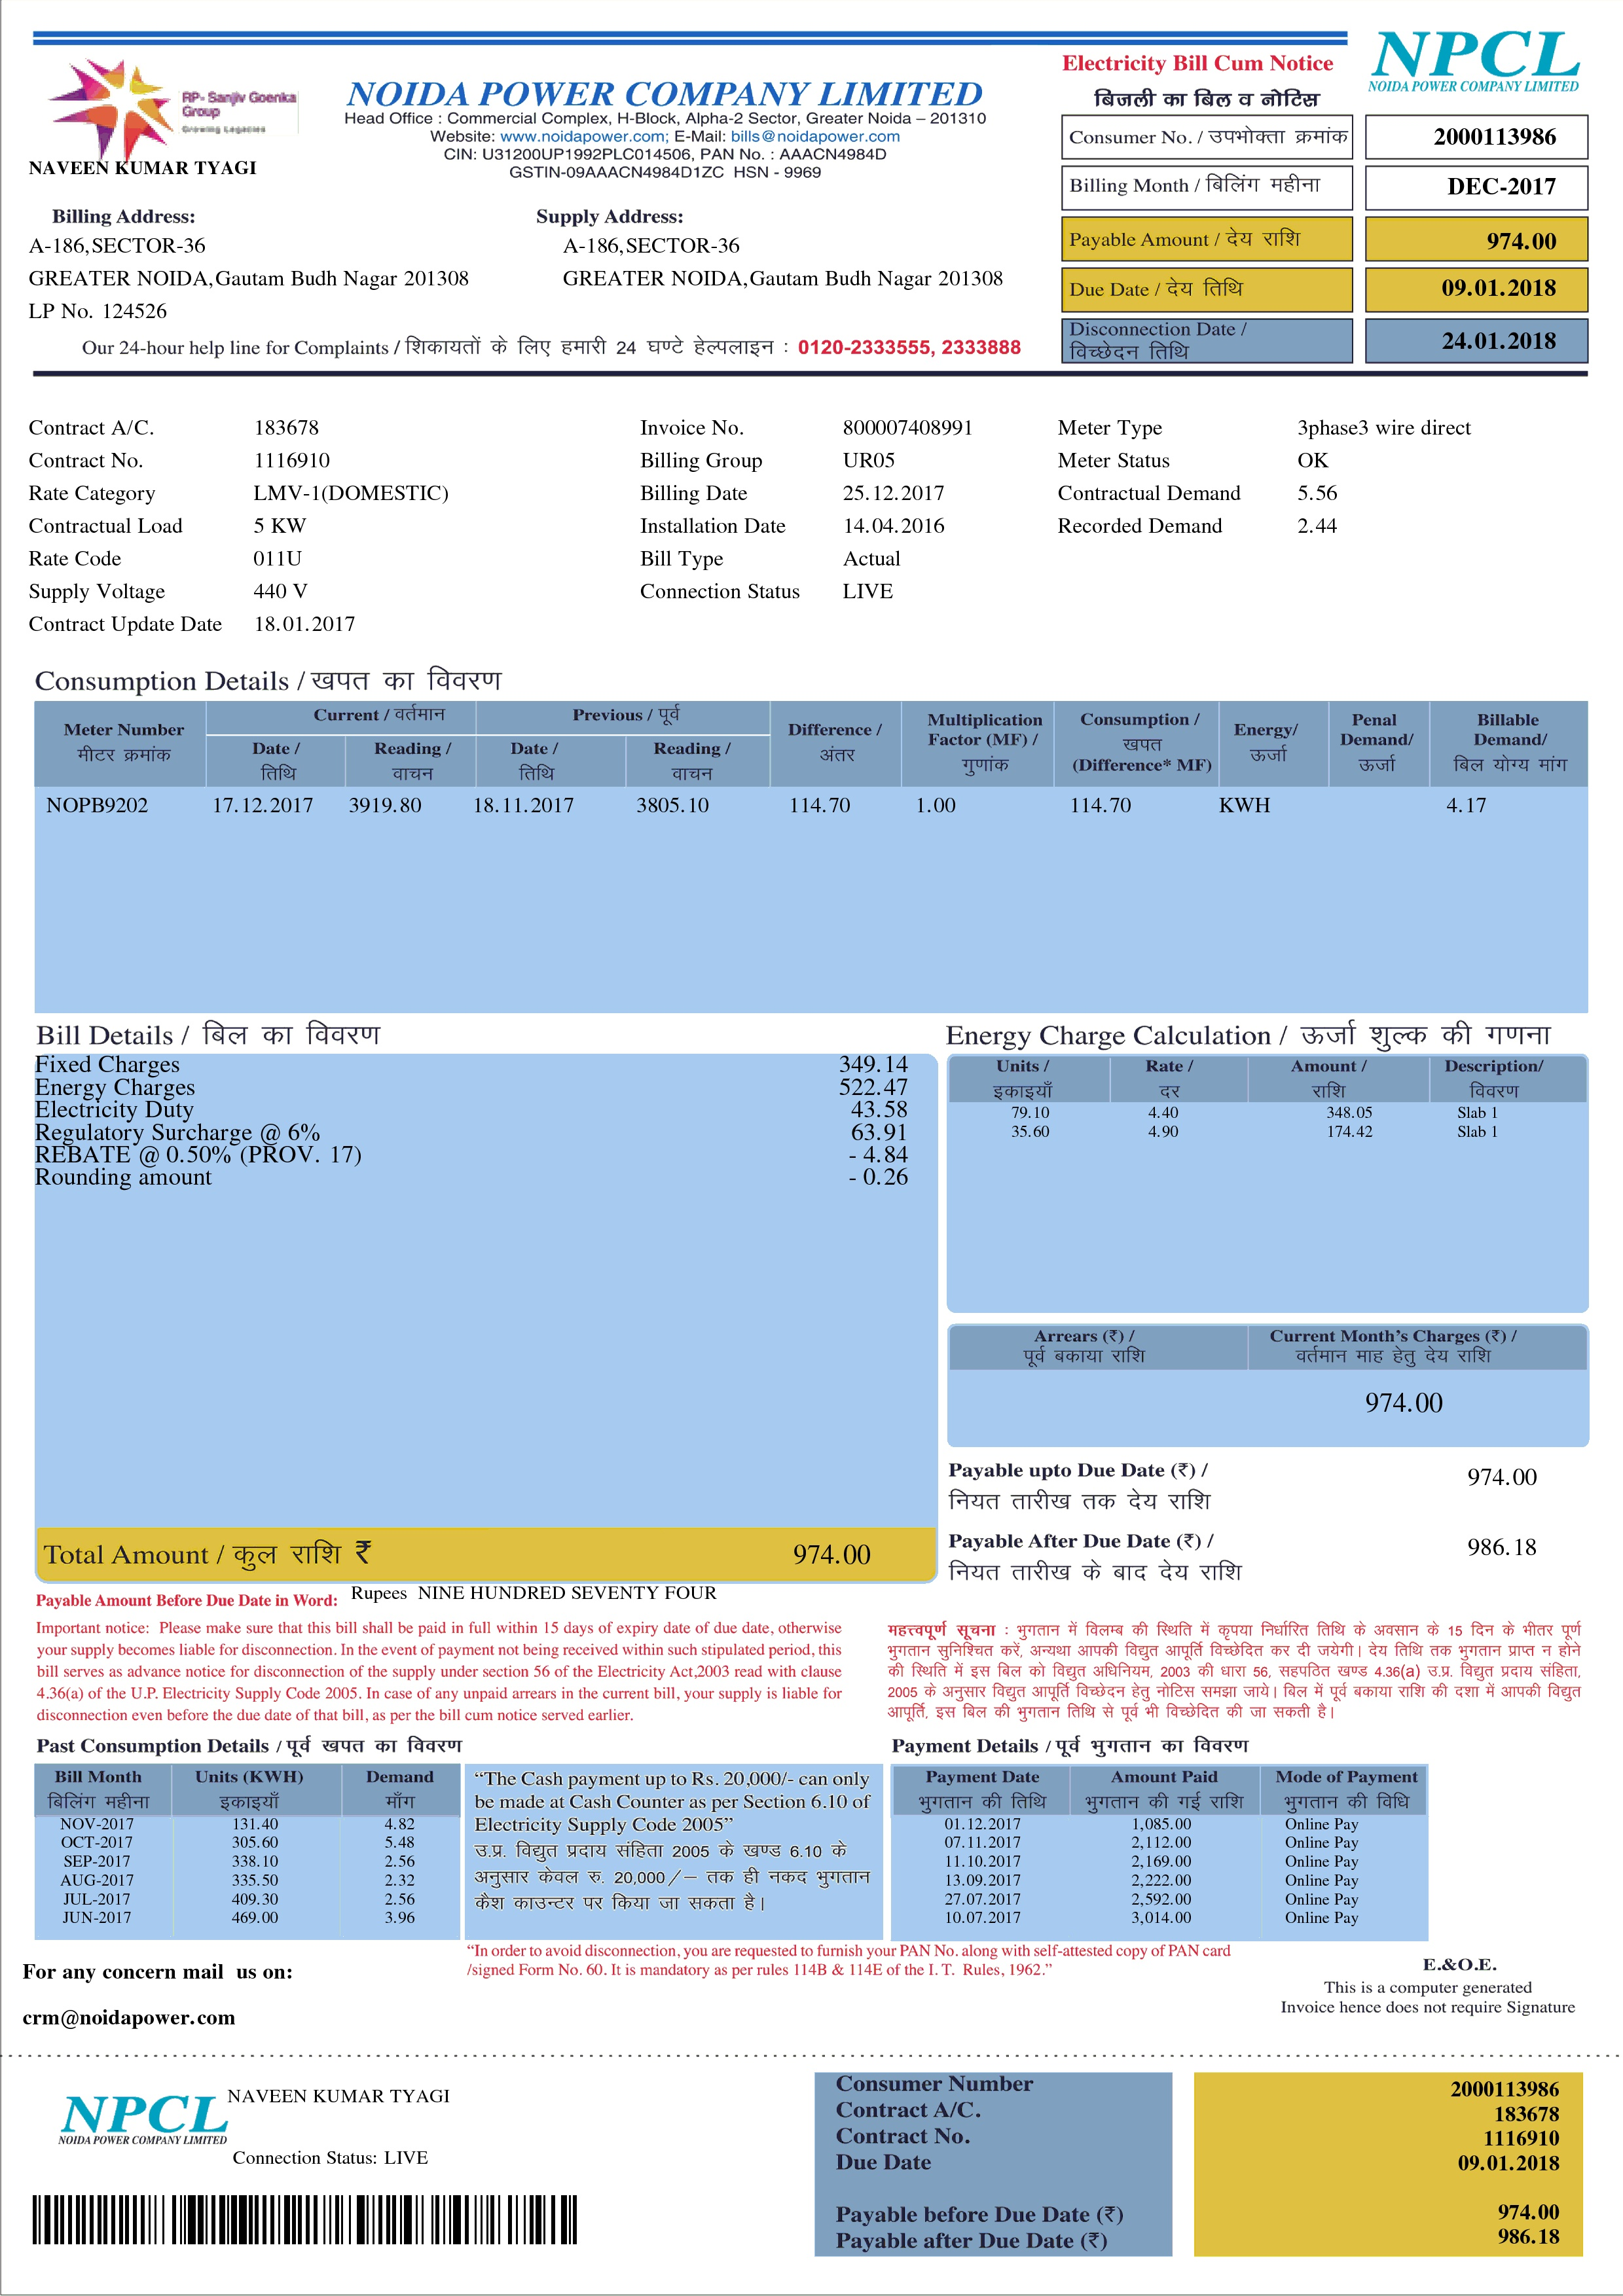 Electricity Bill Cum Notice
बिजली का बिल व नोटिस
NPCL
NOIDA POWER COMPANY LIMITED
RP- Sanjiv Goenka
Group
Growing Legacies
NOIDA POWER COMPANY LIMITED
Head Office : Commercial Complex, H-Block, Alpha-2 Sector, Greater Noida – 201310
Website: www.noidapower.com; E-Mail: bills@noidapower.com
CIN: U31200UP1992PLC014506, PAN No. : AAACN4984D
GSTIN-09AAACN4984D1ZC HSN - 9969
NAVEEN KUMAR TYAGI
Consumer No. / उपभोक्ता क्रमांक 2000113986
Billing Month / बिलिंग महीना DEC-2017
Payable Amount / देय राशि 974.00
Due Date / देय तिथि 09.01.2018
Disconnection Date / विच्छेदन तिथि 24.01.2018
Billing Address: Supply Address:
A-186,SECTOR-36 A-186,SECTOR-36
GREATER NOIDA,Gautam Budh Nagar 201308 GREATER NOIDA,Gautam Budh Nagar 201308
LP No. 124526
Our 24-hour help line for Complaints / शिकायतों के लिए हमारी 24 घण्टे हेल्पलाइन : 0120-2333555, 2333888
Contract A/C. 183678 Invoice No. 800007408991 Meter Type 3phase3 wire direct
Contract No. 1116910 Billing Group UR05 Meter Status OK
Rate Category LMV-1(DOMESTIC) Billing Date 25.12.2017 Contractual Demand 5.56
Contractual Load 5 KW Installation Date 14.04.2016 Recorded Demand 2.44
Rate Code 011U Bill Type Actual
Supply Voltage 440 V Connection Status LIVE
Contract Update Date 18.01.2017
Consumption Details / खपत का विवरण
Meter Number मीटर क्रमांक Current / वर्तमान Previous / पूर्व Difference / अंतर Multiplication Factor (MF) / गुणांक Consumption / खपत (Difference* MF) Energy/ ऊर्जा Penal Demand/ ऊर्जा Billable Demand/ बिल योग्य मांग
Date / तिथि Reading / वाचन Date / तिथि Reading / वाचन
NOPB9202 17.12.2017 3919.80 18.11.2017 3805.10 114.70 1.00 114.70 KWH 4.17
Bill Details / बिल का विवरण
Fixed Charges 349.14
Energy Charges 522.47
Electricity Duty 43.58
Regulatory Surcharge @ 6% 63.91
REBATE @ 0.50% (PROV. 17) - 4.84
Rounding amount - 0.26
Total Amount / कुल राशि ₹ 974.00
Energy Charge Calculation / ऊर्जा शुल्क की गणना
Units / इकाइयाँ Rate / दर Amount / राशि Description/ विवरण
79.10 4.40 348.05 Slab 1
35.60 4.90 174.42 Slab 1
Arrears (₹) / पूर्व बकाया राशि Current Month's Charges (₹) / वर्तमान माह हेतु देय राशि
974.00
Payable upto Due Date (₹) / 974.00
नियत तारीख तक देय राशि
Payable After Due Date (₹) / 986.18
नियत तारीख के बाद देय राशि
Payable Amount Before Due Date in Word: Rupees NINE HUNDRED SEVENTY FOUR
Important notice: Please make sure that this bill shall be paid in full within 15 days of expiry date of due date, otherwise
your supply becomes liable for disconnection. In the event of payment not being received within such stipulated period, this
bill serves as advance notice for disconnection of the supply under section 56 of the Electricity Act,2003 read with clause
4.36(a) of the U.P. Electricity Supply Code 2005. In case of any unpaid arrears in the current bill, your supply is liable for
disconnection even before the due date of that bill, as per the bill cum notice served earlier.
महत्त्वपूर्ण सूचना : भुगतान में विलम्ब की स्थिति में कृपया निर्धारित तिथि के अवसान के 15 दिन के भीतर पूर्ण
भुगतान सुनिश्चित करें, अन्यथा आपकी विद्युत आपूर्ति विच्छेदित कर दी जयेगी। देय तिथि तक भुगतान प्राप्त न होने
की स्थिति में इस बिल को विद्युत अधिनियम, 2003 की धारा 56, सहपठित खण्ड 4.36(a) उ.प्र. विद्युत प्रदाय संहिता,
2005 के अनुसार विद्युत आपूर्ति विच्छेदन हेतु नोटिस समझा जाये। बिल में पूर्व बकाया राशि की दशा में आपकी विद्युत
आपूर्ति, इस बिल की भुगतान तिथि से पूर्व भी विच्छेदित की जा सकती है।
Past Consumption Details / पूर्व खपत का विवरण
Bill Month Units (KWH) Demand
बिलिंग महीना इकाइयाँ माँग
NOV-2017 131.40 4.82
OCT-2017 305.60 5.48
SEP-2017 338.10 2.56
AUG-2017 335.50 2.32
JUL-2017 409.30 2.56
JUN-2017 469.00 3.96
“The Cash payment up to Rs. 20,000/- can only
be made at Cash Counter as per Section 6.10 of
Electricity Supply Code 2005”
उ.प्र. विद्युत प्रदाय संहिता 2005 के खण्ड 6.10 के
अनुसार केवल रु. 20,000/– तक ही नकद भुगतान
कैश काउन्टर पर किया जा सकता है।
Payment Details / पूर्व भुगतान का विवरण
Payment Date Amount Paid Mode of Payment
भुगतान की तिथि भुगतान की गई राशि भुगतान की विधि
01.12.2017 1,085.00 Online Pay
07.11.2017 2,112.00 Online Pay
11.10.2017 2,169.00 Online Pay
13.09.2017 2,222.00 Online Pay
27.07.2017 2,592.00 Online Pay
10.07.2017 3,014.00 Online Pay
“In order to avoid disconnection, you are requested to furnish your PAN No. along with self-attested copy of PAN card
/signed Form No. 60. It is mandatory as per rules 114B & 114E of the I. T. Rules, 1962.”
For any concern mail us on:
crm@noidapower.com
E.&O.E.
This is a computer generated
Invoice hence does not require Signature
NPCL
NOIDA POWER COMPANY LIMITED
NAVEEN KUMAR TYAGI
Connection Status: LIVE
Consumer Number 2000113986
Contract A/C. 183678
Contract No. 1116910
Due Date 09.01.2018
Payable before Due Date (₹) 974.00
Payable after Due Date (₹) 986.18